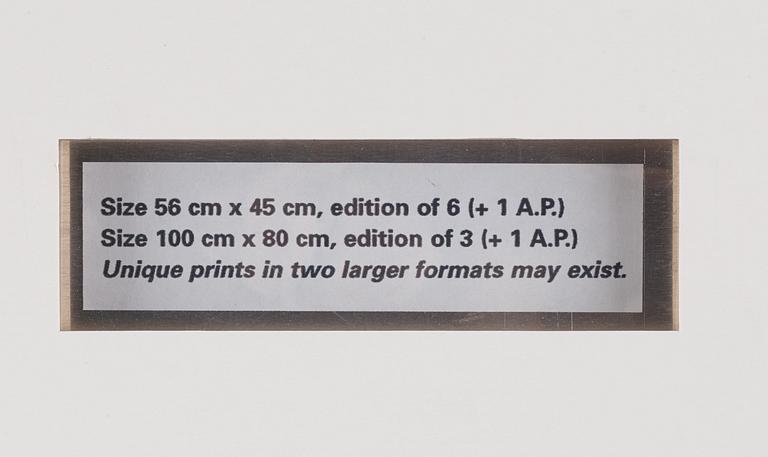 Size 56 cm x 45 cm, edition of 6 (+ 1 A.P.)
Size 100 cm x 80 cm, edition of 3 (+ 1 A.P.)
Unique prints in two larger formats may exist.